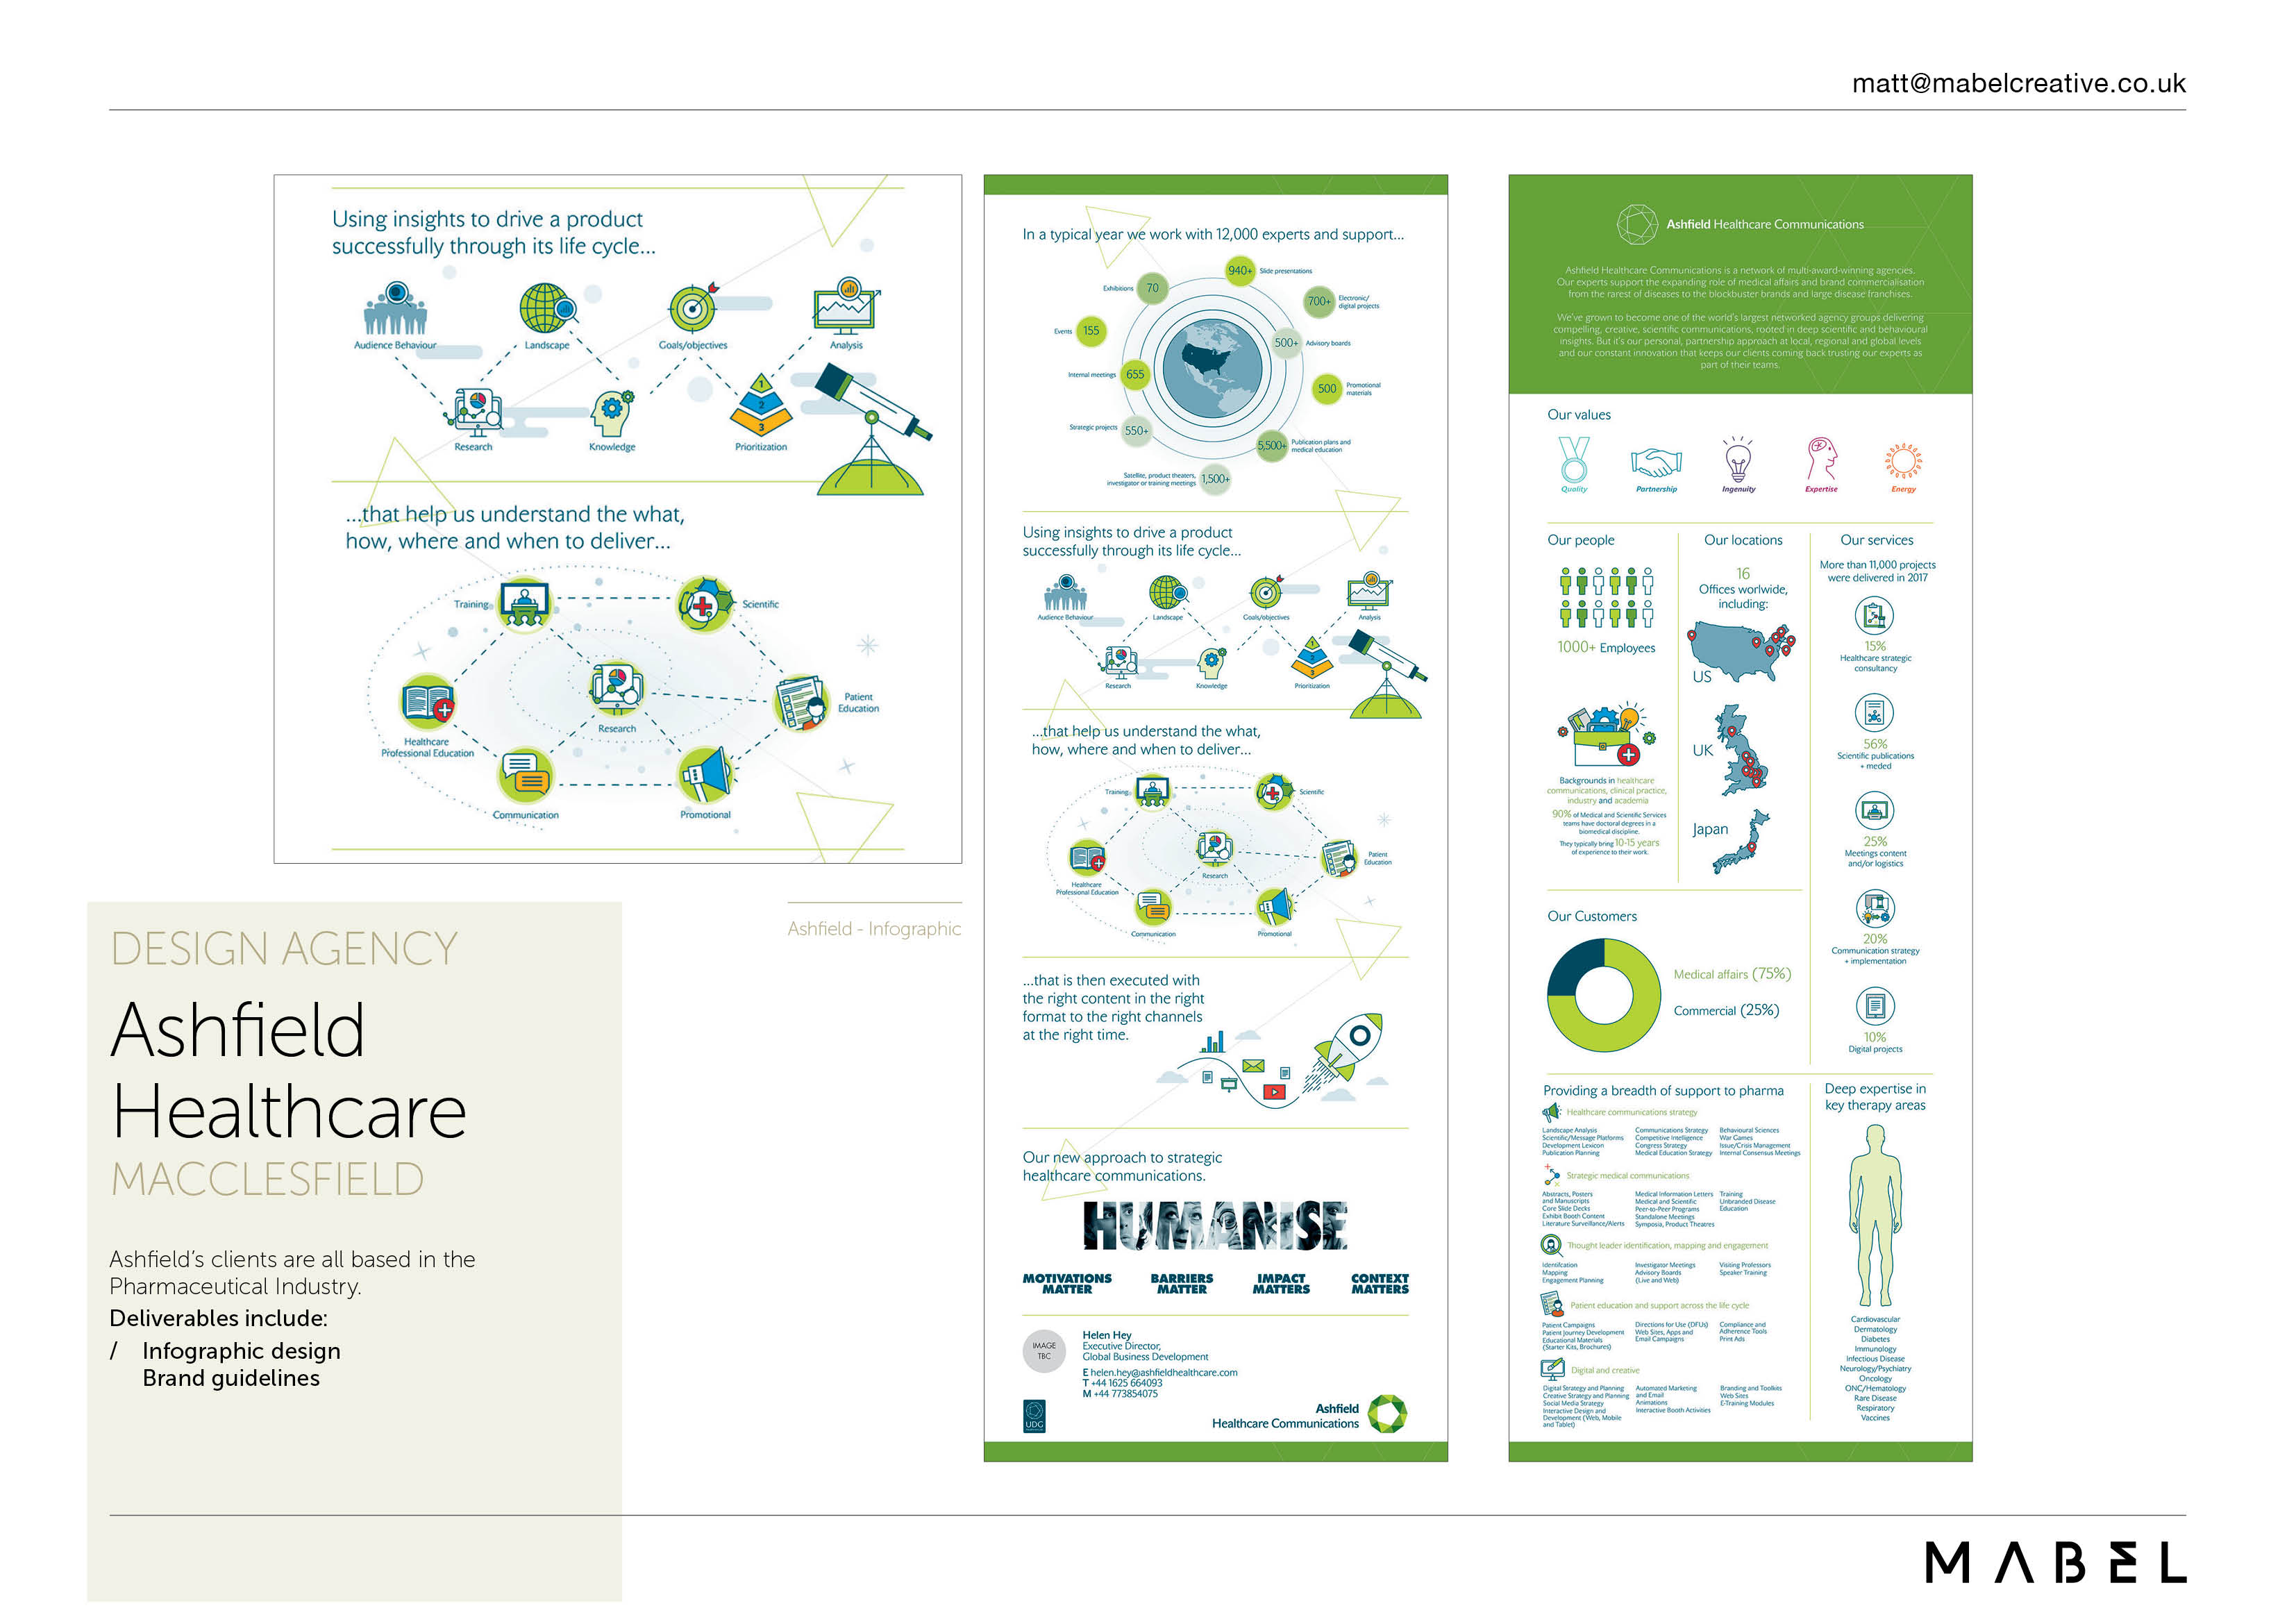 matt@mabelcreative.co.uk
Using insights to drive a product
successfully through its life cycle...
Audience Behaviour
Landscape
Goals/objectives
Analysis
1
2
3
Research
Knowledge
Prioritization
...that help us understand the what,
how, where and when to deliver...
Training
Scientific
Patient
Education
Research
Healthcare
Professional Education
Communication
Promotional
Ashfield - Infographic
DESIGN AGENCY
Ashfield
Healthcare
MACCLESFIELD
Ashfield's clients are all based in the
Pharmaceutical Industry.
Deliverables include:
/ Infographic design
Brand guidelines
In a typical year we work with 12,000 experts and support...
940+ Slide presentations
Exhibitions 70
700+ Electronic/
digital projects
Events 155
500+ Advisory boards
Internal meetings 655
500 Promotional
materials
Strategic projects 550+
5,500+ Publication plans and
medical education
Satellite, product theaters,
investigator or training meetings 1,500+
Using insights to drive a product
successfully through its life cycle...
Audience Behaviour
Landscape
Goals/objectives
Analysis
1
2
3
Research
Knowledge
Prioritization
...that help us understand the what,
how, where and when to deliver...
Training
Scientific
Patient
Education
Research
Healthcare
Professional Education
Communication
Promotional
...that is then executed with
the right content in the right
format to the right channels
at the right time.
Our new approach to strategic
healthcare communications.
HUMANISE
MOTIVATIONS
MATTER
BARRIERS
MATTER
IMPACT
MATTERS
CONTEXT
MATTERS
IMAGE
TBC
Helen Hey
Executive Director,
Global Business Development
E helen.hey@ashfieldhealthcare.com
T +44 1625 664093
M +44 773854075
UDG
Ashfield
Healthcare Communications
Ashfield Healthcare Communications
Ashfield Healthcare Communications is a network of multi-award-winning agencies.
Our experts support the expanding role of medical affairs and brand commercialisation
from the rarest of diseases to the blockbuster brands and large disease franchises.
We've grown to become one of the world's largest networked agency groups delivering
compelling, creative, scientific communications, rooted in deep scientific and behavioural
insights. But it's our personal, partnership approach at local, regional and global levels
and our constant innovation that keeps our clients coming back trusting our experts as
part of their teams.
Our values
Quality
Partnership
Ingenuity
Expertise
Energy
Our people
1000+ Employees
Backgrounds in healthcare
communications, clinical practice,
industry and academia
90% of Medical and Scientific Services
teams have doctoral degrees in a
biomedical discipline.
They typically bring 10-15 years
of experience to their work.
Our locations
16
Offices worlwide,
including:
US
UK
Japan
Our services
More than 11,000 projects
were delivered in 2017
15%
Healthcare strategic
consultancy
56%
Scientific publications
+ meded
25%
Meetings content
and/or logistics
20%
Communication strategy
+ implementation
10%
Digital projects
Our Customers
Medical affairs (75%)
Commercial (25%)
Providing a breadth of support to pharma
Healthcare communications strategy
Landscape Analysis
Scientific/Message Platforms
Development Lexicon
Publication Planning
Communications Strategy
Competitive Intelligence
Congress Strategy
Medical Education Strategy
Behavioural Sciences
War Games
Issue/Crisis Management
Internal Consensus Meetings
Strategic medical communications
Abstracts, Posters
and Manuscripts
Core Slide Decks
Exhibit Booth Content
Literature Surveillance/Alerts
Medical Information Letters
Medical and Scientific
Peer-to-Peer Programs
Standalone Meetings
Symposia, Product Theatres
Training
Unbranded Disease
Education
Thought leader identification, mapping and engagement
Identifcation
Mapping
Engagement Planning
Investigator Meetings
Advisory Boards
(Live and Web)
Visiting Professors
Speaker Training
Patient education and support across the life cycle
Patient Campaigns
Patient Journey Development
Educational Materials
(Starter Kits, Brochures)
Directions for Use (DFUs)
Web Sites, Apps and
Email Campaigns
Compliance and
Adherence Tools
Print Ads
Digital and creative
Digital Strategy and Planning
Creative Strategy and Planning
Social Media Strategy
Interactive Design and
Development (Web, Mobile
and Tablet)
Automated Marketing
and Email
Animations
Interactive Booth Activities
Branding and Toolkits
Web Sites
E-Training Modules
Deep expertise in
key therapy areas
Cardiovascular
Dermatology
Diabetes
Immunology
Infectious Disease
Neurology/Psychiatry
Oncology
ONC/Hematology
Rare Disease
Respiratory
Vaccines
MABEL